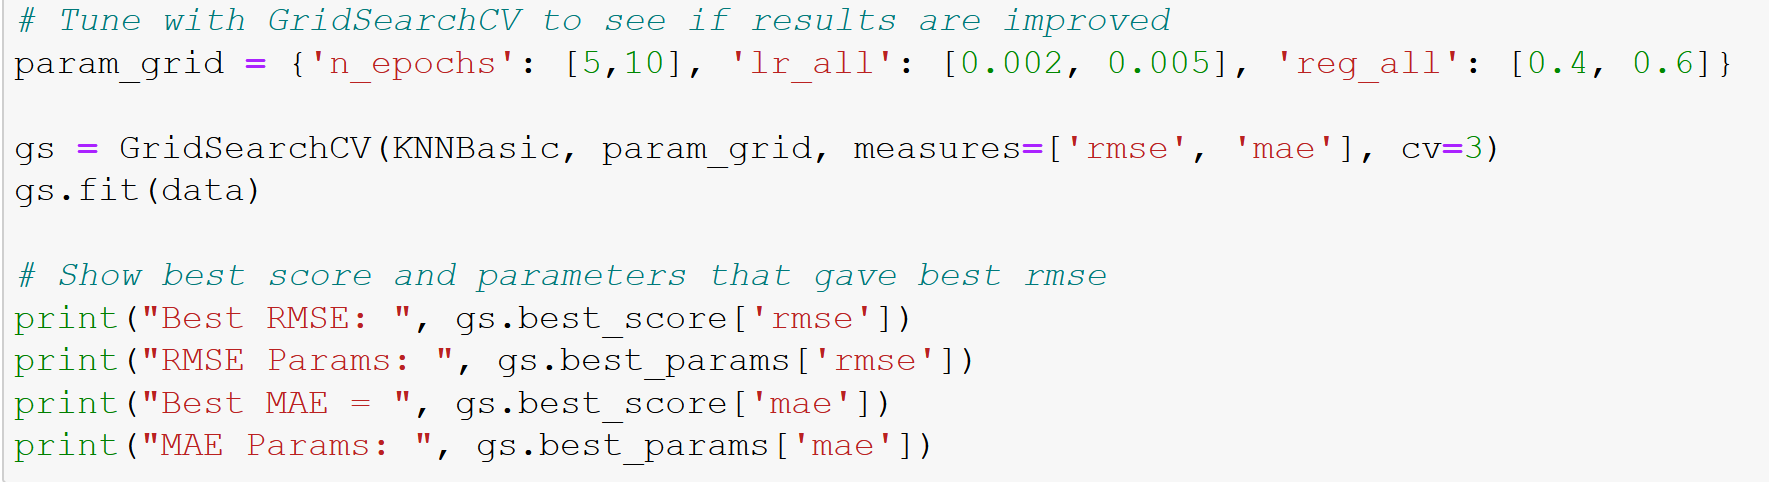 # Tune with GridSearchCV to see if results are improved
param_grid = {'n_epochs': [5,10], 'lr_all': [0.002, 0.005], 'reg_all': [0.4, 0.6]}
gs = GridSearchCV(KNNBasic, param_grid, measures=['rmse', 'mae'], cv=3)
gs.fit(data)
# Show best score and parameters that gave best rmse
print("Best RMSE: ", gs.best_score['rmse'])
print("RMSE Params: ", gs.best_params['rmse'])
print("Best MAE = ", gs.best_score['mae'])
print("MAE Params: ", gs.best_params['mae'])